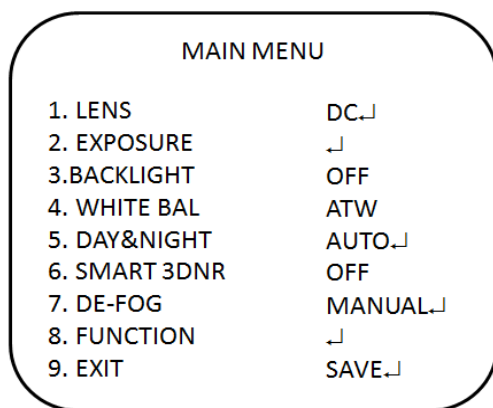 MAIN MENU
1. LENS DC↵
2. EXPOSURE ↵
3.BACKLIGHT OFF
4. WHITE BAL ATW
5. DAY&NIGHT AUTO↵
6. SMART 3DNR OFF
7. DE-FOG MANUAL↵
8. FUNCTION ↵
9. EXIT SAVE↵